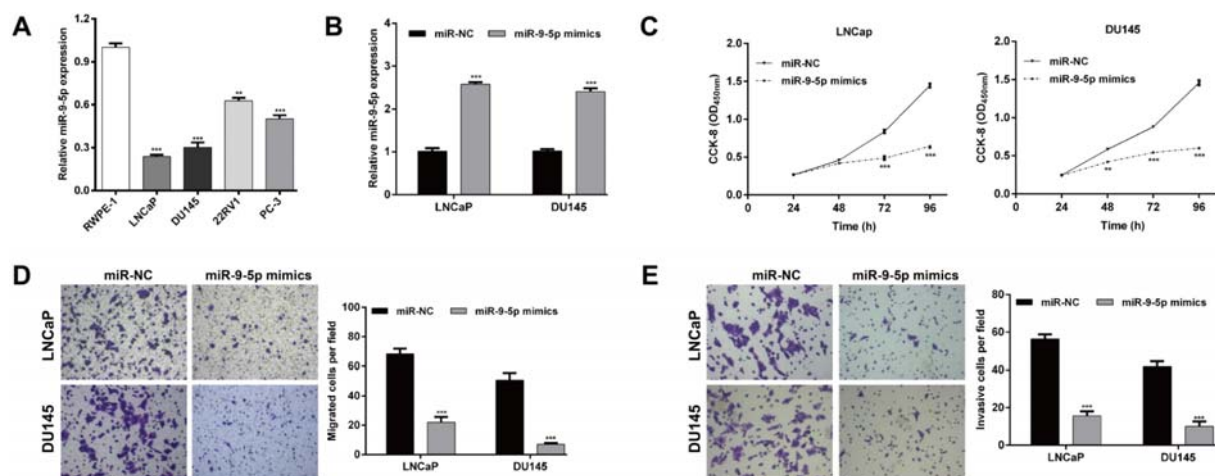 A
Relative miR-9-5p expression
1.2
0.9
0.6
0.3
0.0
***
***
**
***
RWPE-1
LNCaP
DU145
22RV1
PC-3
B
miR-NC
miR-9-5p mimics
Relative miR-9-5p expression
4
3
2
1
0
***
***
LNCaP
DU145
C
LNCap
miR-NC
miR-9-5p mimics
CCK-8 (OD450nm)
2.0
1.5
1.0
0.5
0.0
***
***
0
24
48
72
96
Time (h)
DU145
miR-NC
miR-9-5p mimics
CCK-8 (OD450nm)
2.0
1.5
1.0
0.5
0.0
**
***
***
0
24
48
72
96
Time (h)
D
miR-NC
miR-9-5p mimics
LNCaP
DU145
miR-NC
miR-9-5p mimics
Migrated cells per field
100
80
60
40
20
0
***
***
LNCaP
DU145
E
miR-NC
miR-9-5p mimics
LNCaP
DU145
miR-NC
miR-9-5p mimics
Invasive cells per field
80
60
40
20
0
***
***
LNCaP
DU145